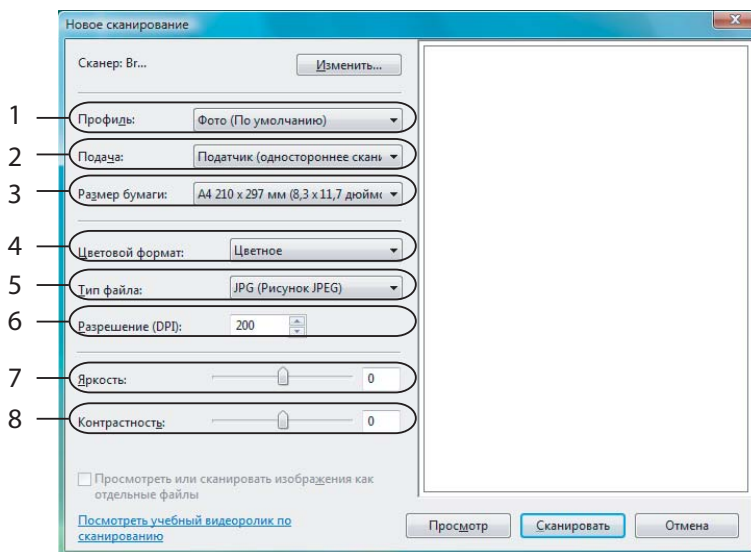 Новое сканирование
Сканер: Br...
Изменить...
1
Профиль:
Фото (По умолчанию)
2
Подача:
Податчик (одностороннее скан
3
Размер бумаги:
A4 210 x 297 мм (8,3 x 11,7 дюймс
4
Цветовой формат:
Цветное
5
Тип файла:
JPG (Рисунок JPEG)
6
Разрешение (DPI):
200
7
Яркость:
0
8
Контрастность:
0
Просмотреть или сканировать изображения как
отдельные файлы
Посмотреть учебный видеоролик по
сканированию
Просмотр
Сканировать
Отмена